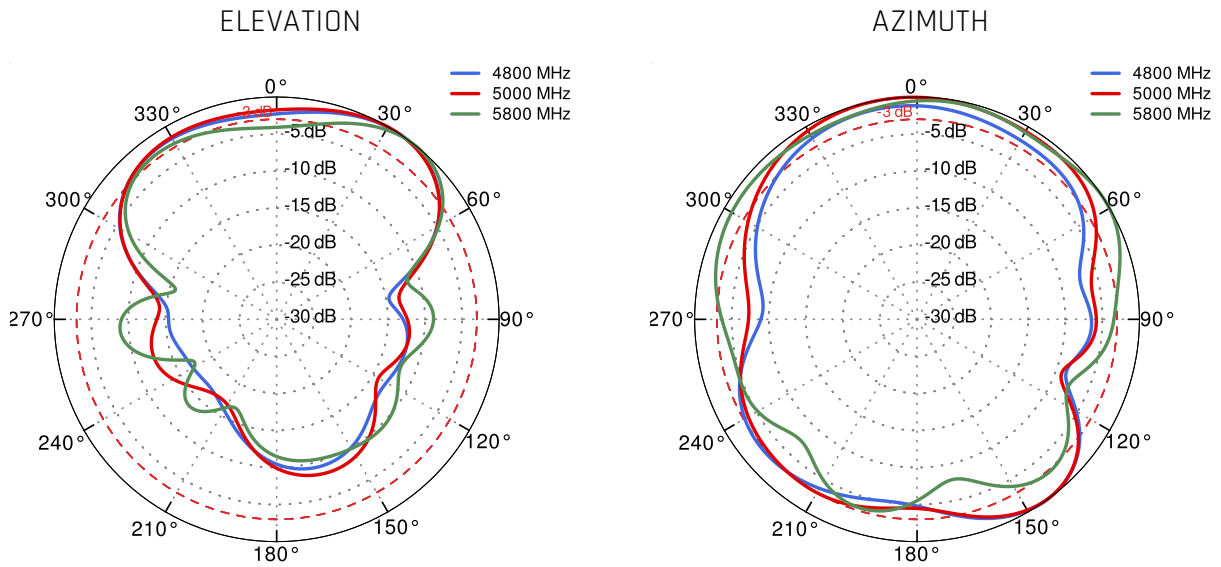 ELEVATION
4800 MHz
5000 MHz
5800 MHz
0°
330°
30°
-3 dB
-5 dB
-10 dB
300°
60°
-15 dB
-20 dB
-25 dB
270°
-30 dB
90°
240°
120°
210°
150°
180°
AZIMUTH
4800 MHz
5000 MHz
5800 MHz
0°
330°
30°
-3 dB
-5 dB
-10 dB
300°
60°
-15 dB
-20 dB
-25 dB
270°
-30 dB
90°
240°
120°
210°
150°
180°